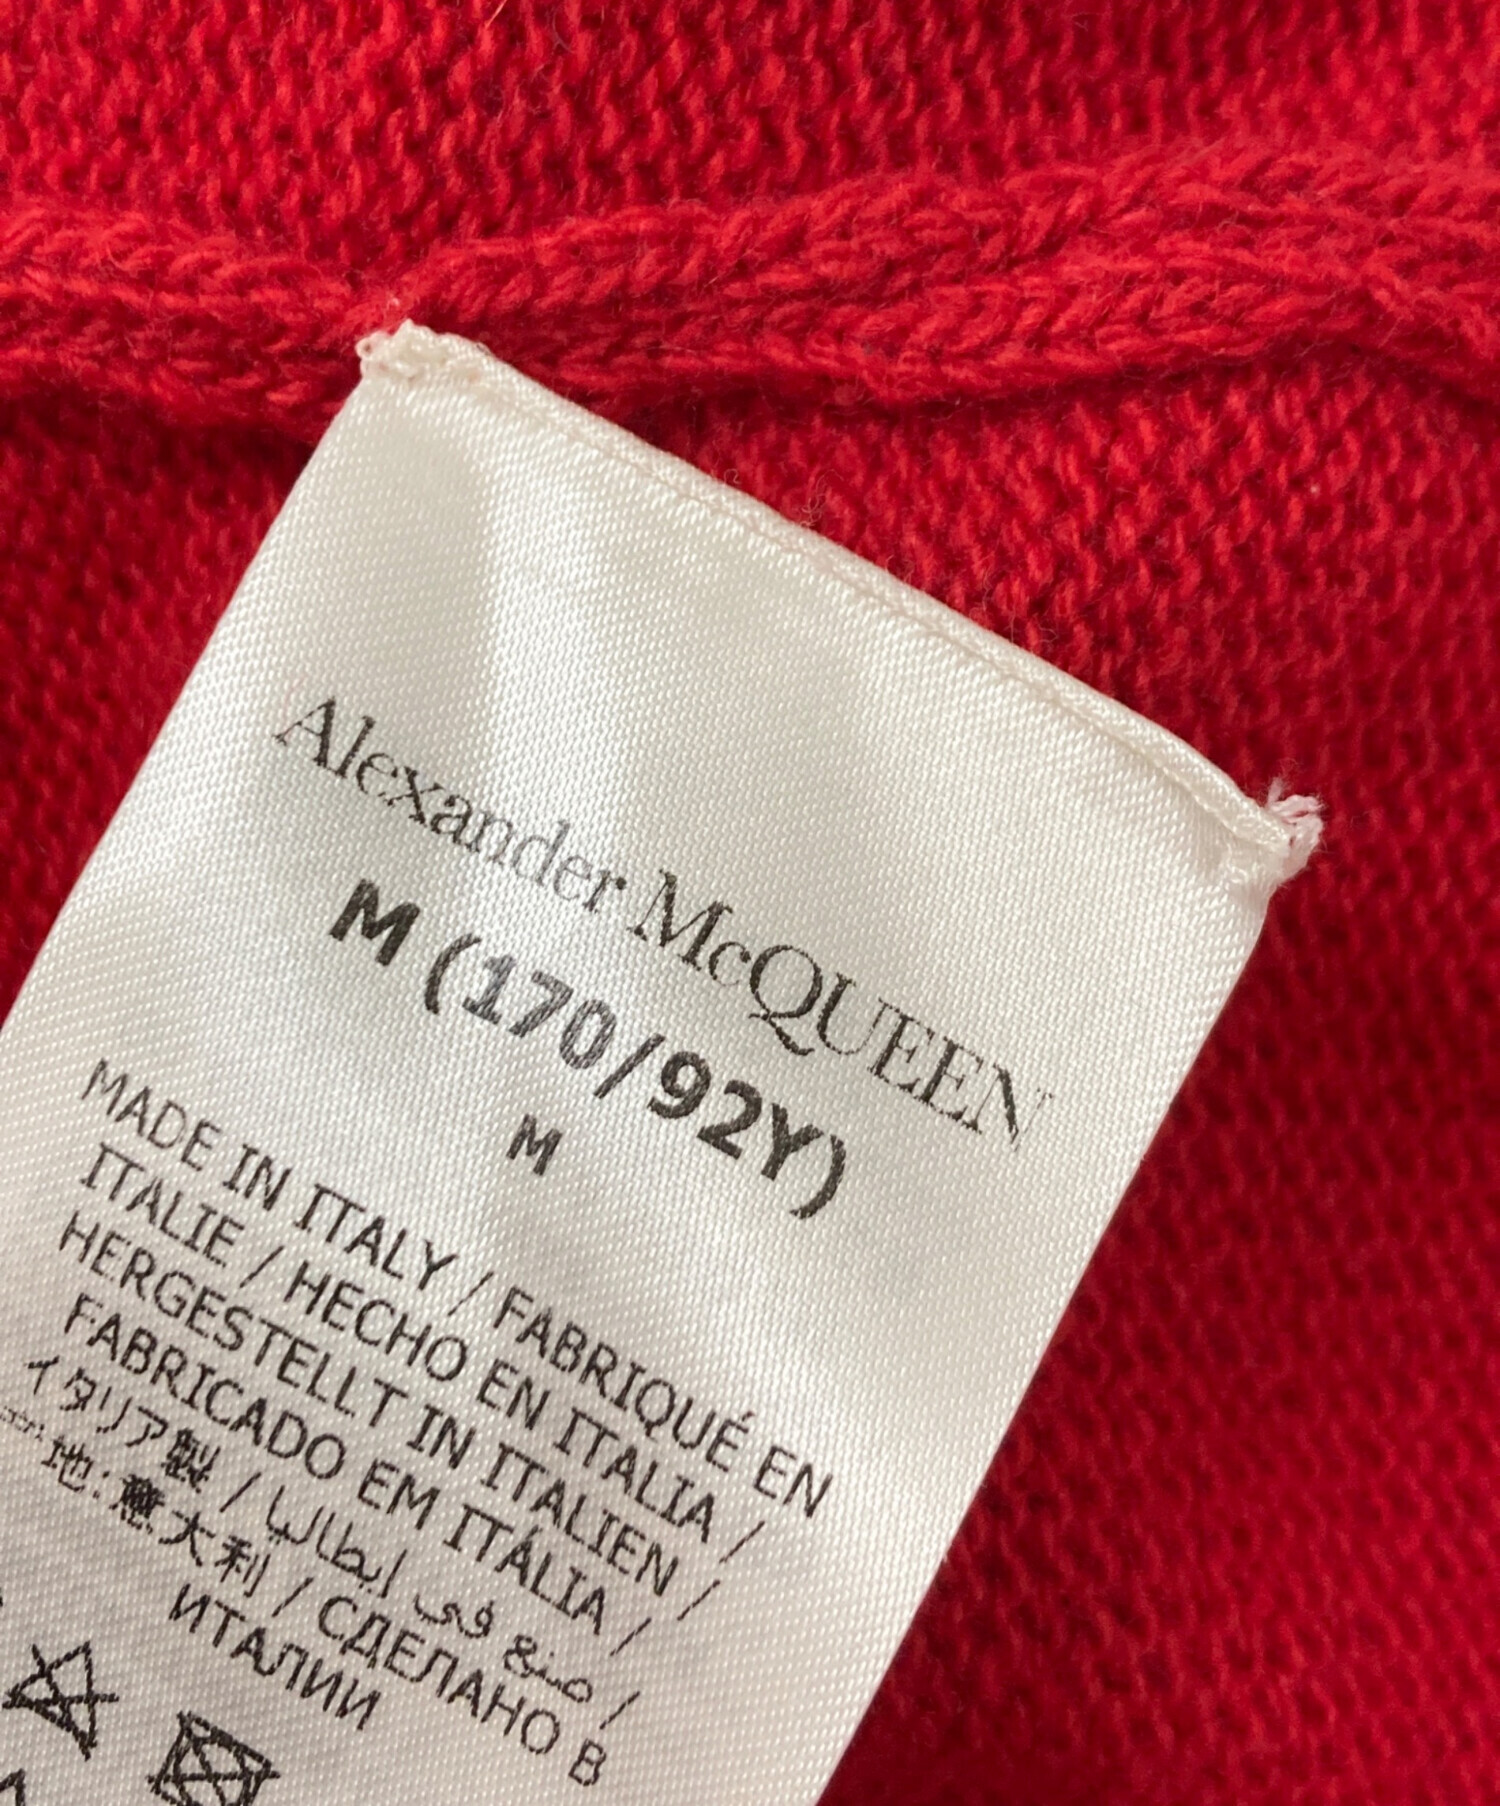 Alexander McQUEEN
M (170/92Y)
M
MADE IN ITALY / FABRIQUÉ EN
ITALIE / HECHO EN ITALIA /
HERGESTELLT IN ITALIEN /
FABRICADO EM ITÁLIA /
イタリア製 / صنع في ايطاليا /
地: 意大利 / СДЕЛАНО В
ИТАЛИИ